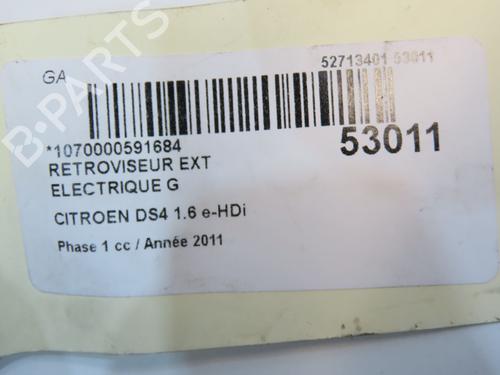 GA
52713401 53011
*1070000591684
53011
RETROVISEUR EXT
ELECTRIQUE G
CITROEN DS4 1.6 e-HDi
Phase 1 cc / Année 2011
B-PARTS